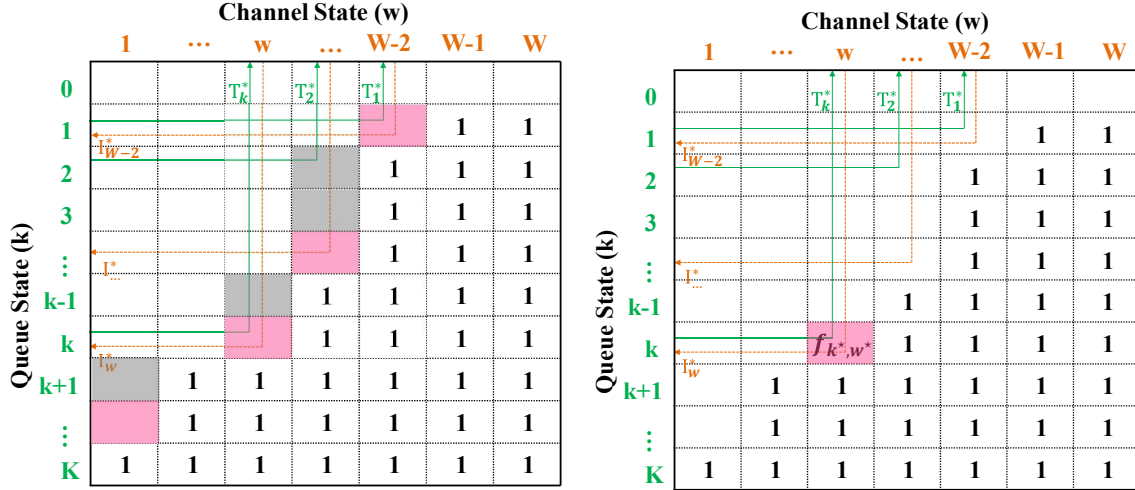 Channel State (w)
1 ... w ... W-2 W-1 W
Queue State (k)
0 T*k T*2 T*1
1 1 1
I*W−2
2 1 1 1
3 1 1 1
⋮ 1 1 1
I*...
k-1 1 1 1 1
k 1 1 1 1
I*w
k+1 1 1 1 1 1 1
⋮ 1 1 1 1 1 1
K 1 1 1 1 1 1 1
Channel State (w)
1 ... w ... W-2 W-1 W
Queue State (k)
0 T*k T*2 T*1
1 1 1
I*W−2
2 1 1 1
3 1 1 1
⋮ 1 1 1
I*...
k-1 1 1 1 1
k fk*,w* 1 1 1 1
I*w
k+1 1 1 1 1 1 1
⋮ 1 1 1 1 1 1
K 1 1 1 1 1 1 1